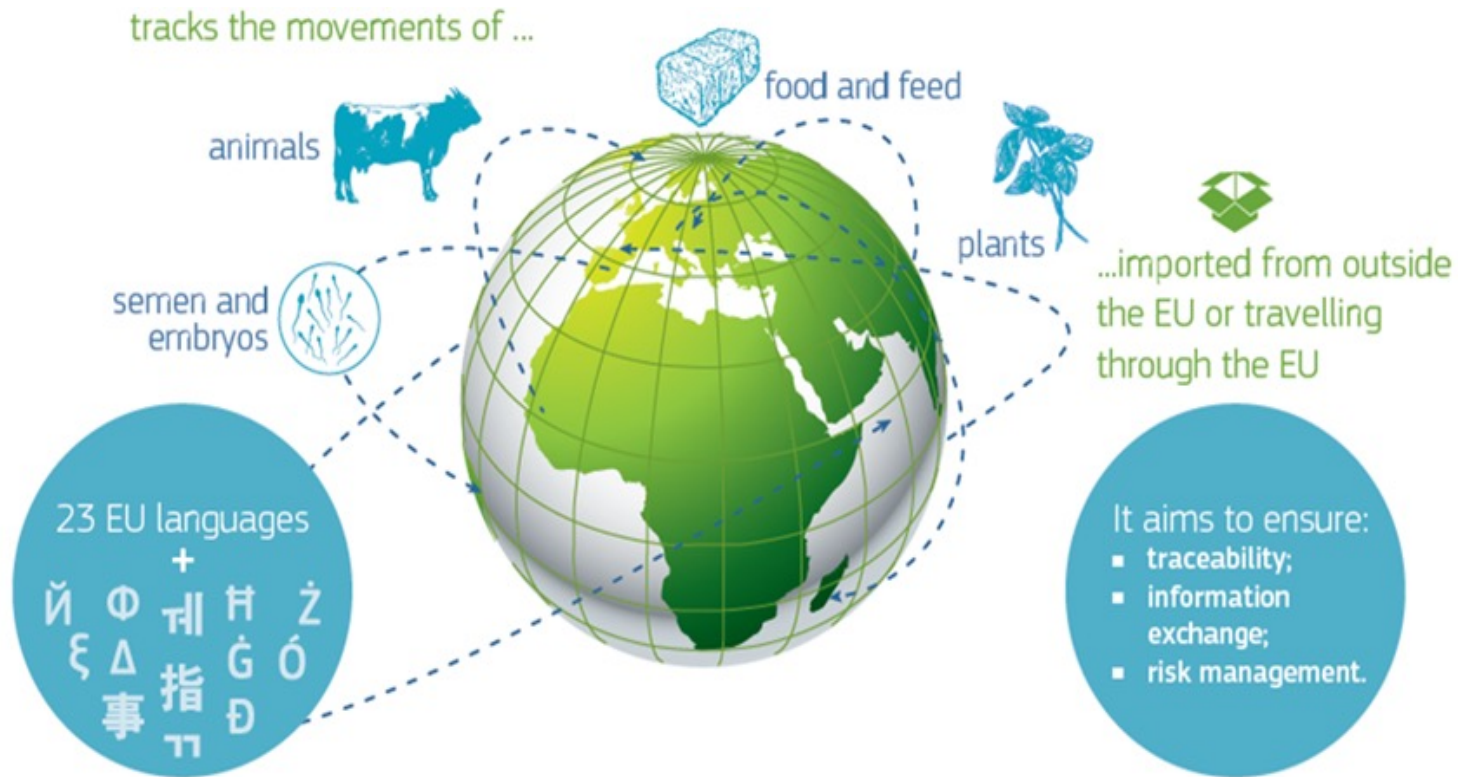 tracks the movements of ...
food and feed
animals
plants
...imported from outside
the EU or travelling
through the EU
semen and
embryos
23 EU languages
+
Й Ф 게 Ħ Ż
ξ Δ 指 Ġ Ó
事 ㄲ Đ
It aims to ensure:
▪ traceability;
▪ information
exchange;
▪ risk management.